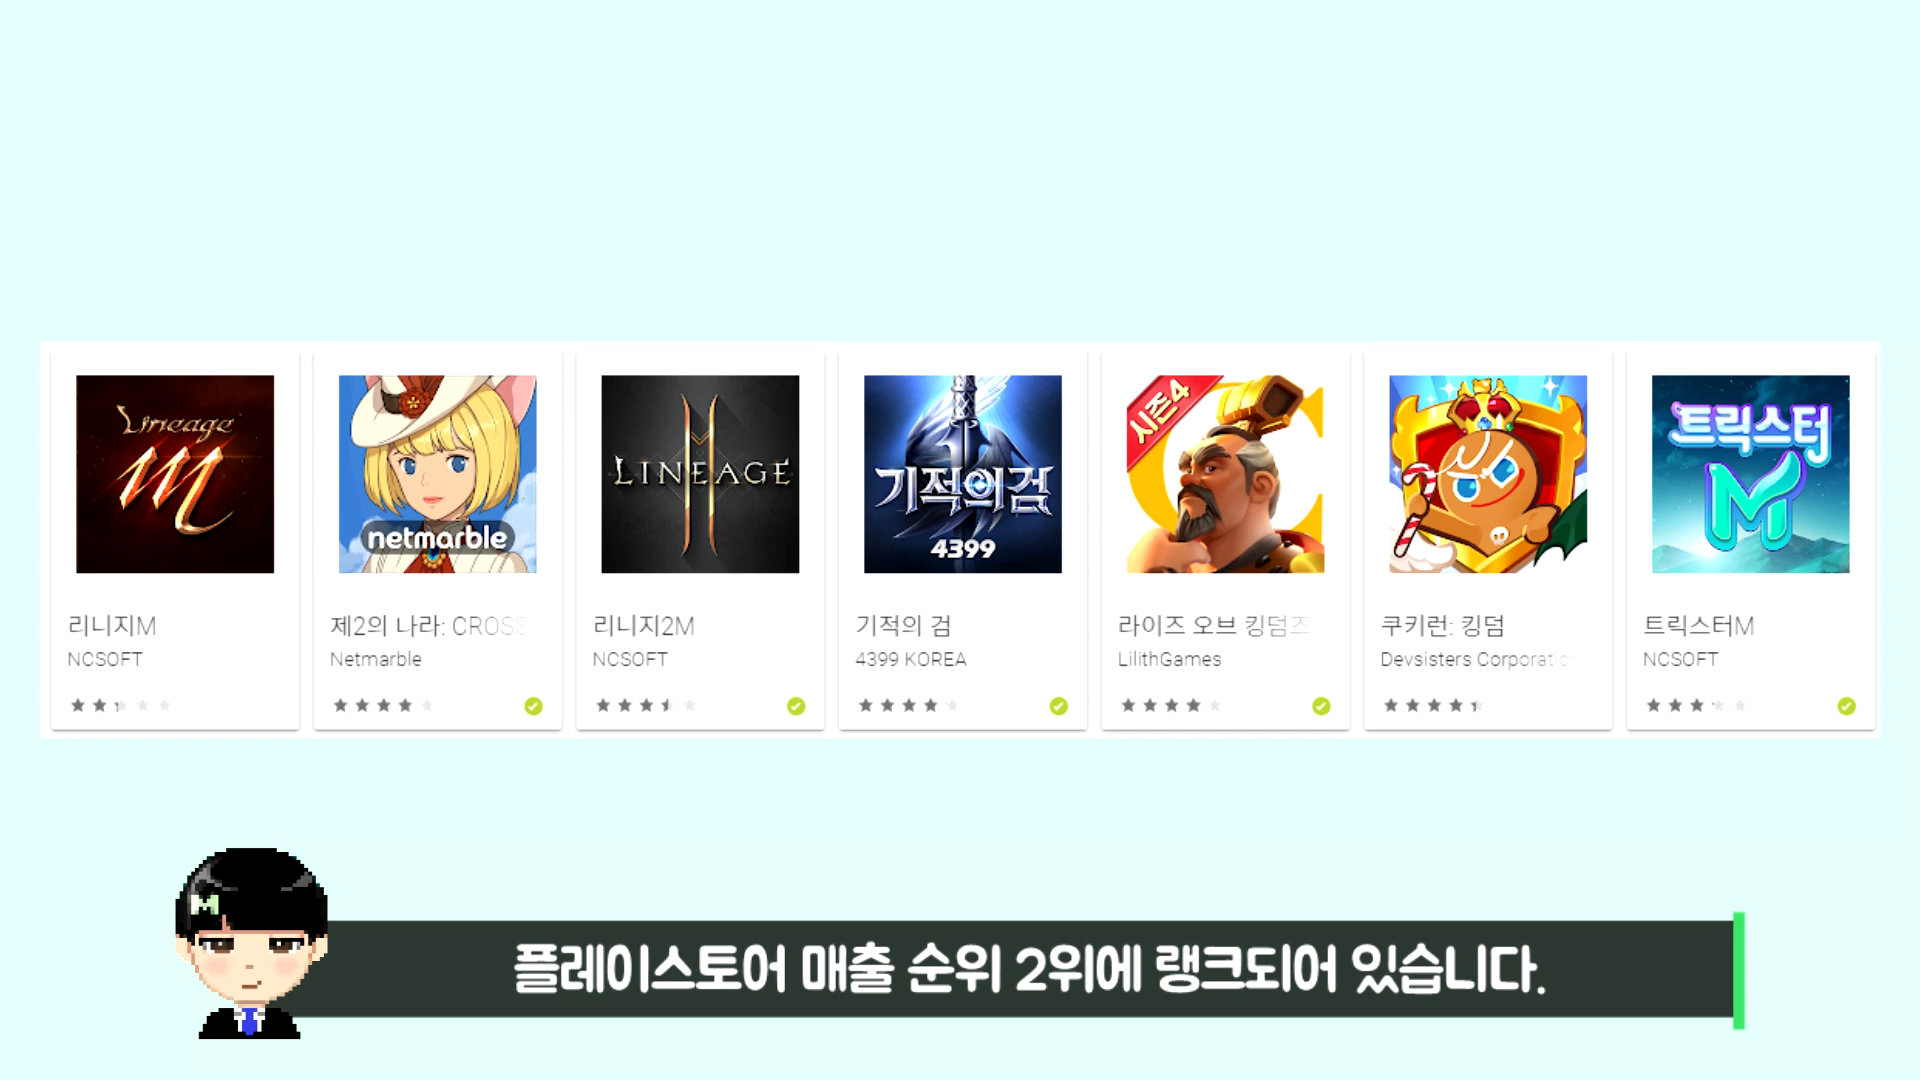 Lineage
M
netmarble
LINEAGE
기적의검
4399
시즌4
트릭스터
M
리니지M
NCSOFT
제2의 나라: CROSS
Netmarble
리니지2M
NCSOFT
기적의 검
4399 KOREA
라이즈 오브 킹덤즈
LilithGames
쿠키런: 킹덤
Devsisters Corporatio
트릭스터M
NCSOFT
플레이스토어 매출 순위 2위에 랭크되어 있습니다.